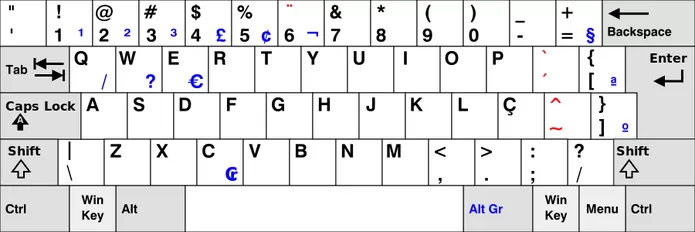 " ! @ # $ % ¨ & * ( ) _ +
' 1 ¹ 2 ² 3 ³ 4 £ 5 ¢ 6 ¬ 7 8 9 0 - = § Backspace
Tab Q / W ? E € R T Y U I O P ` ´ { [ ª Enter
Caps Lock A S D F G H J K L Ç ^ ~ } ] º
Shift | \ Z X C ₢ V B N M < , > . : ; ? / Shift
Ctrl Win Key Alt Alt Gr Win Key Menu Ctrl